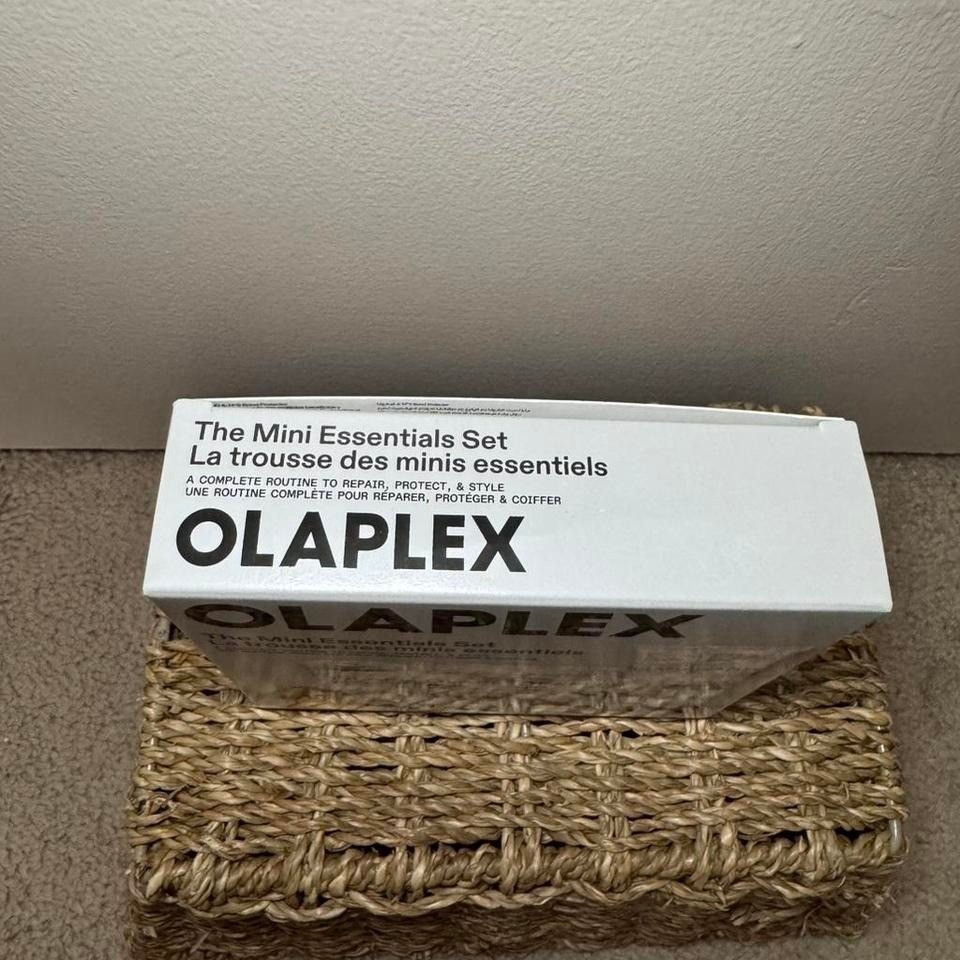 The Mini Essentials Set
La trousse des minis essentiels
A COMPLETE ROUTINE TO REPAIR, PROTECT, & STYLE
UNE ROUTINE COMPLÈTE POUR RÉPARER, PROTÉGER & COIFFER
OLAPLEX
OLAPLEX
The Mini Essentials Set
La trousse des minis essentiels